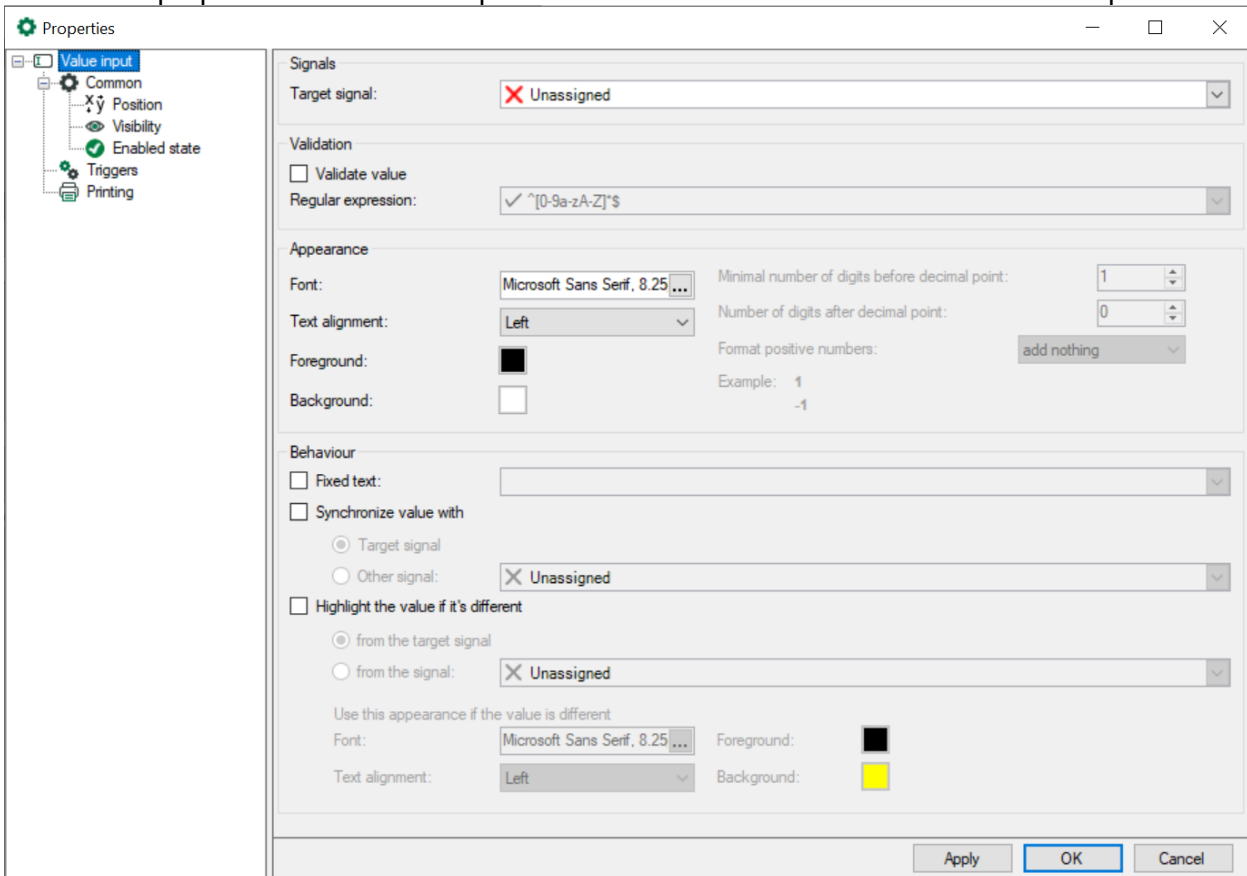 Properties
Value input
Common
Position
Visibility
Enabled state
Triggers
Printing
Signals
Target signal: Unassigned
Validation
Validate value
Regular expression: ^[0-9a-zA-Z]*$
Appearance
Font: Microsoft Sans Serif, 8.25 ...
Text alignment: Left
Foreground:
Background:
Minimal number of digits before decimal point: 1
Number of digits after decimal point: 0
Format positive numbers: add nothing
Example: 1
-1
Behaviour
Fixed text:
Synchronize value with
Target signal
Other signal: Unassigned
Highlight the value if it's different
from the target signal
from the signal: Unassigned
Use this appearance if the value is different
Font: Microsoft Sans Serif, 8.25 ... Foreground:
Text alignment: Left Background:
Apply OK Cancel